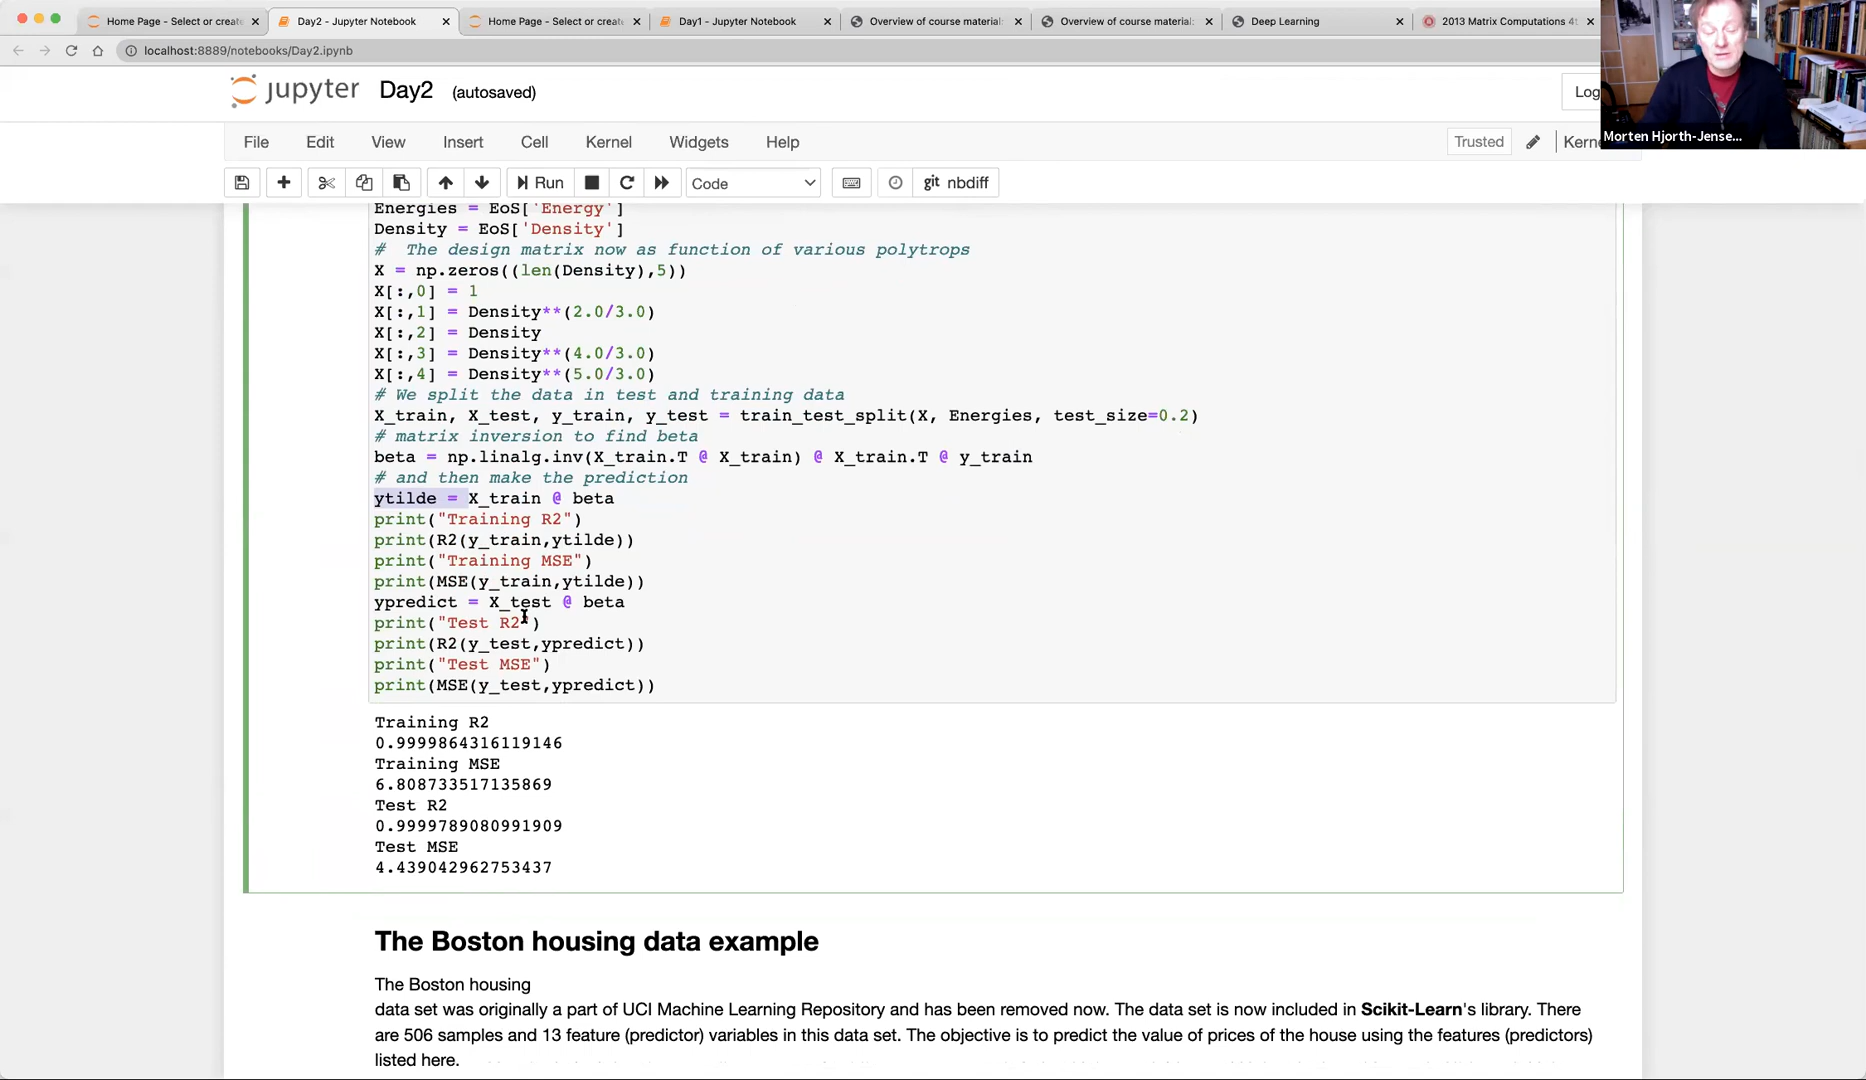 Home Page - Select or create
Day2 - Jupyter Notebook
Home Page - Select or create
Day1 - Jupyter Notebook
Overview of course material:
Overview of course material:
Deep Learning
2013 Matrix Computations 4t
localhost:8889/notebooks/Day2.ipynb
Morten Hjorth-Jense...
jupyter Day2 (autosaved)
Log
File Edit View Insert Cell Kernel Widgets Help
Trusted
Kerne
Run
Code
git nbdiff
Energies = EoS['Energy']
Density = EoS['Density']
#  The design matrix now as function of various polytrops
X = np.zeros((len(Density),5))
X[:,0] = 1
X[:,1] = Density**(2.0/3.0)
X[:,2] = Density
X[:,3] = Density**(4.0/3.0)
X[:,4] = Density**(5.0/3.0)
# We split the data in test and training data
X_train, X_test, y_train, y_test = train_test_split(X, Energies, test_size=0.2)
# matrix inversion to find beta
beta = np.linalg.inv(X_train.T @ X_train) @ X_train.T @ y_train
# and then make the prediction
ytilde = X_train @ beta
print("Training R2")
print(R2(y_train,ytilde))
print("Training MSE")
print(MSE(y_train,ytilde))
ypredict = X_test @ beta
print("Test R2")
print(R2(y_test,ypredict))
print("Test MSE")
print(MSE(y_test,ypredict))
Training R2
0.9999864316119146
Training MSE
6.808733517135869
Test R2
0.9999789080991909
Test MSE
4.439042962753437
The Boston housing data example
The Boston housing
data set was originally a part of UCI Machine Learning Repository and has been removed now. The data set is now included in Scikit-Learn's library. There
are 506 samples and 13 feature (predictor) variables in this data set. The objective is to predict the value of prices of the house using the features (predictors)
listed here.